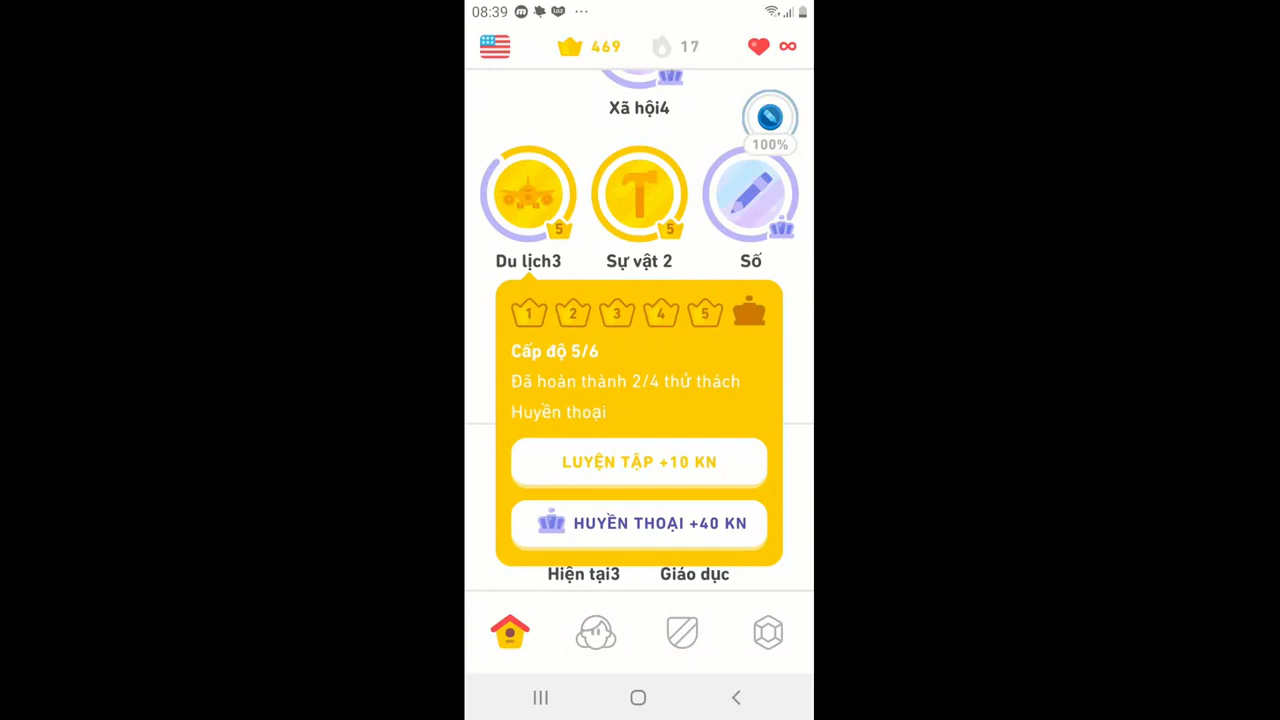 08:39
469
17
Xã hội4
100%
5
5
Du lịch3
Sự vật 2
Số
1
2
3
4
5
Cấp độ 5/6
Đã hoàn thành 2/4 thử thách
Huyền thoại
LUYỆN TẬP +10 KN
HUYỀN THOẠI +40 KN
Hiện tại3
Giáo dục